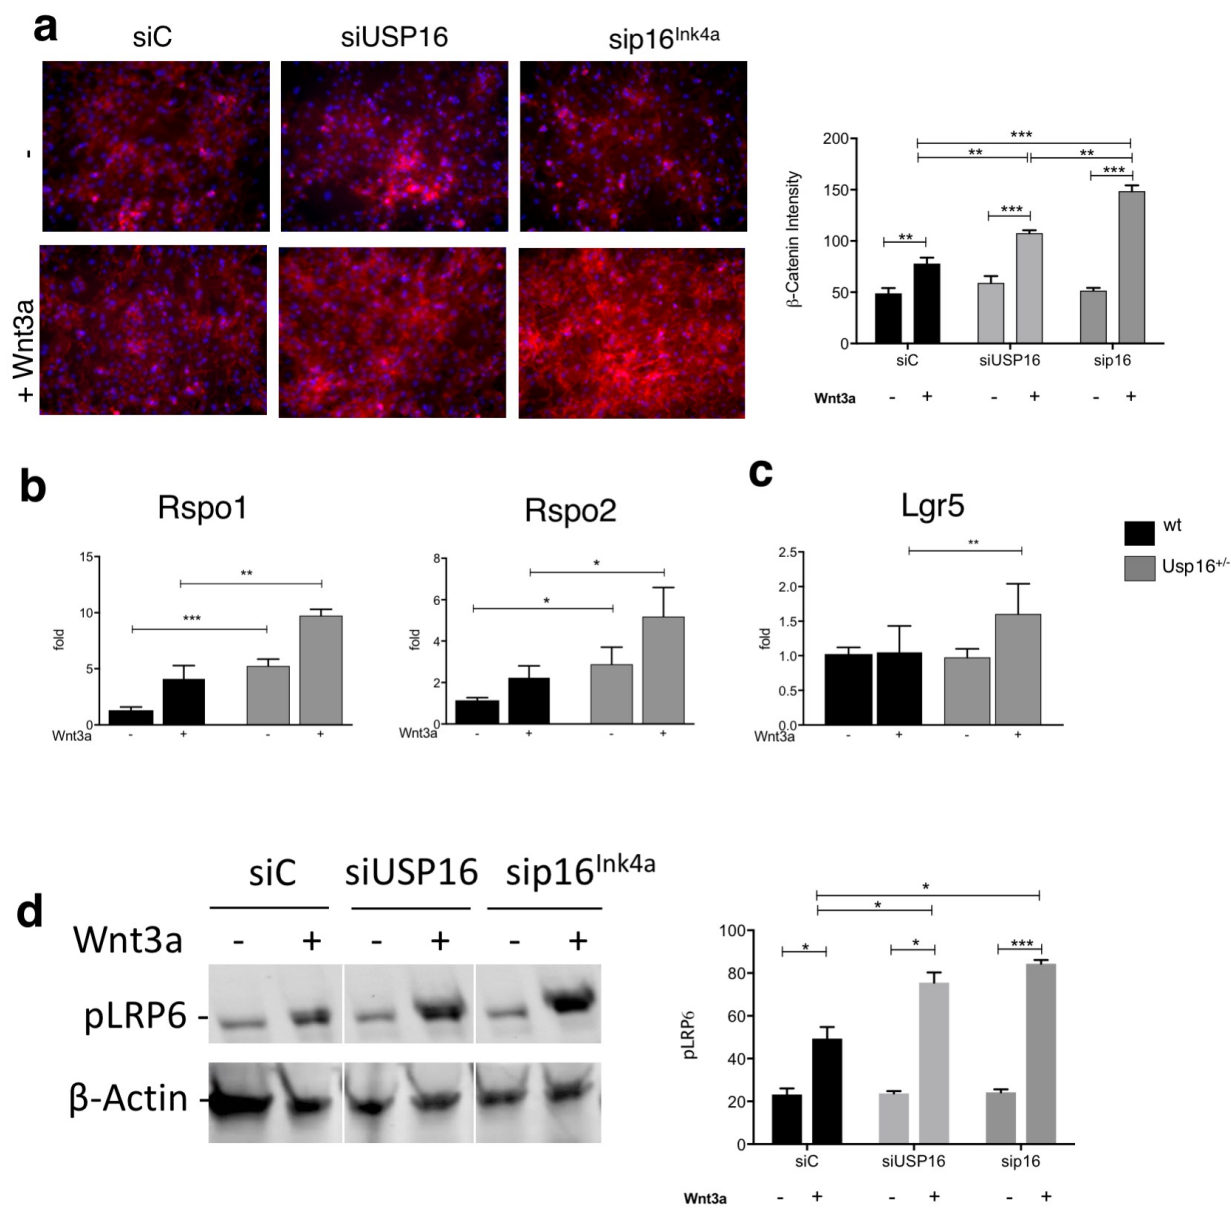 a
siC siUSP16 sip16Ink4a
-
+ Wnt3a
β-Catenin Intensity
200
150
100
50
0
***
** **
***
***
**
siC siUSP16 sip16
Wnt3a - + - + - +
b
Rspo1
fold
15
10
5
0
**
***
Wnt3a - + - +
Rspo2
fold
8
6
4
2
0
*
*
Wnt3a - + - +
c
Lgr5
fold
2.5
2.0
1.5
1.0
0.5
0.0
**
Wnt3a - + - +
wt
Usp16+/-
d
siC siUSP16 sip16Ink4a
Wnt3a - + - + - +
pLRP6 -
β-Actin -
pLRP6
100
80
60
40
20
0
*
*
* * ***
siC siUSP16 sip16
Wnt3a - + - + - +